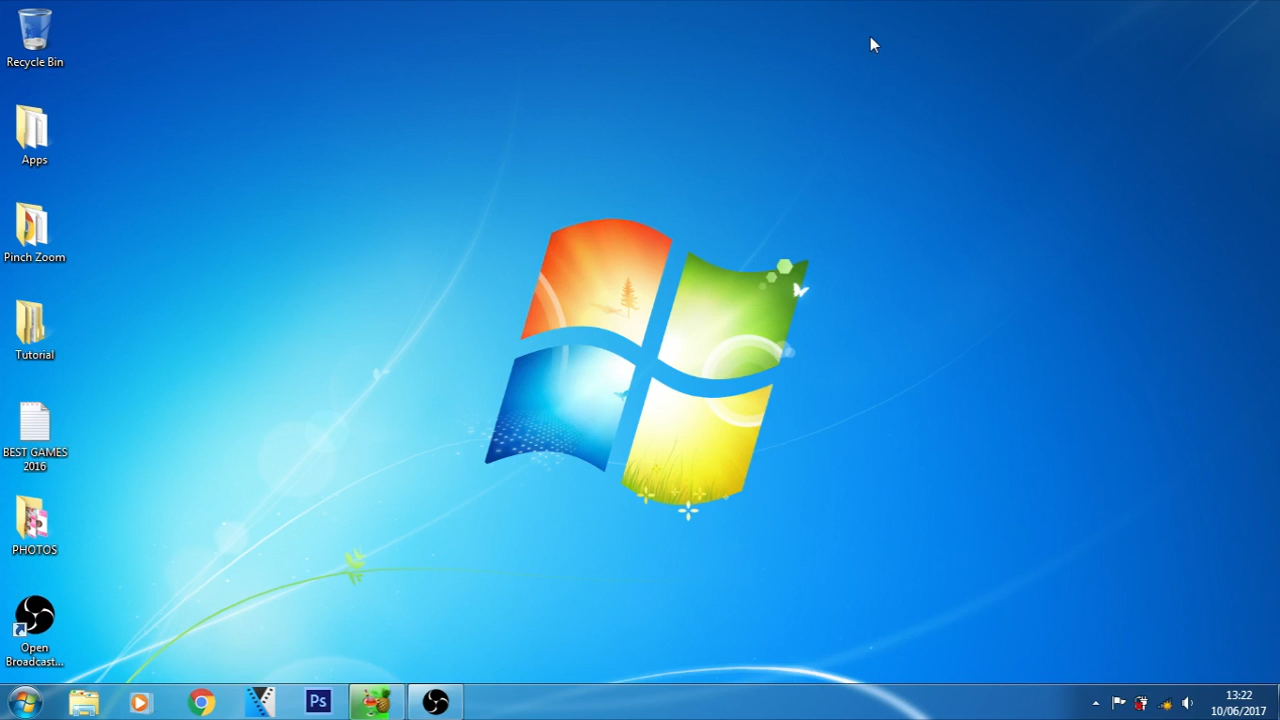 Recycle Bin
Apps
Pinch Zoom
Tutorial
BEST GAMES
2016
PHOTOS
Open
Broadcast...
Ps
13:22
10/06/2017